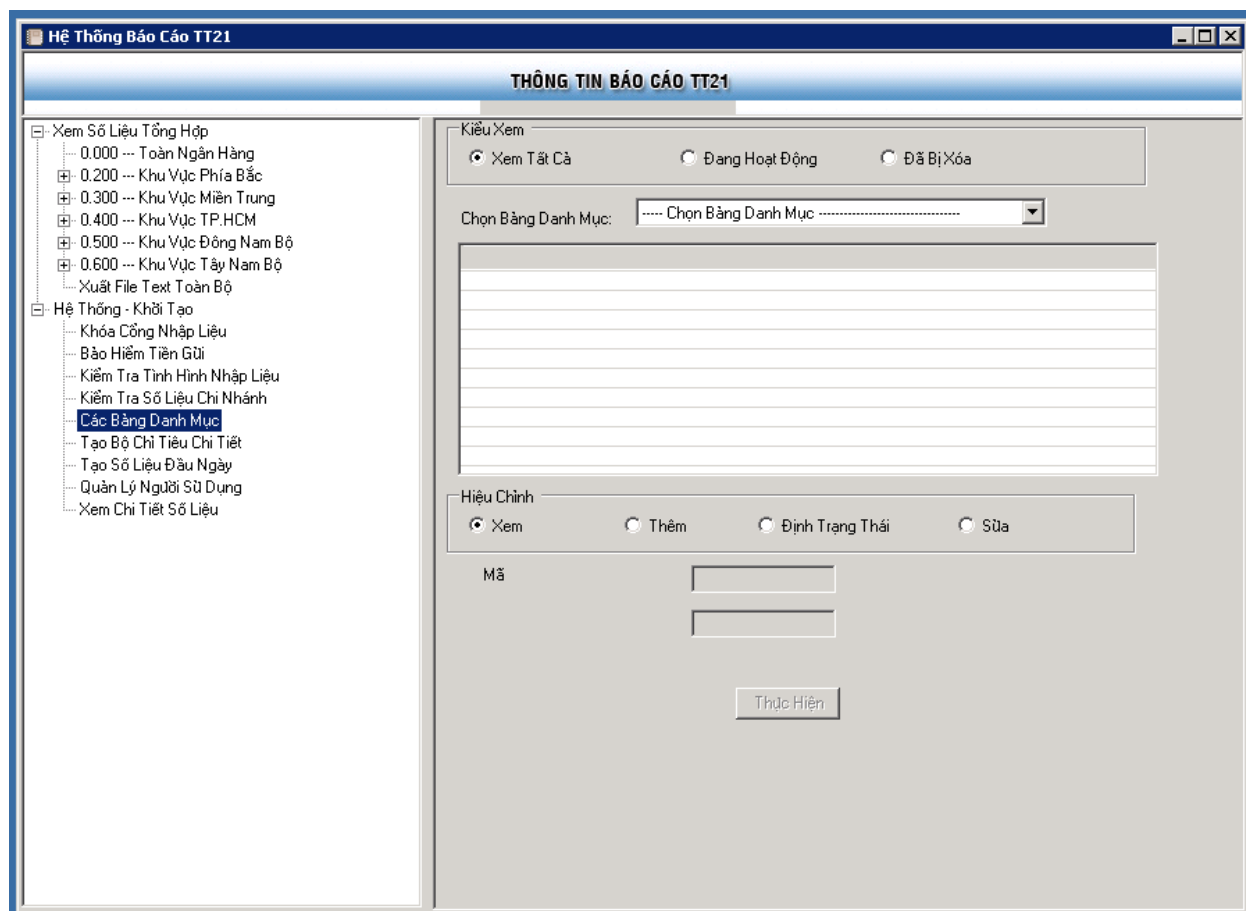 Hệ Thống Báo Cáo TT21
THÔNG TIN BÁO CÁO TT21
Xem Số Liệu Tổng Hợp
0.000 --- Toàn Ngân Hàng
0.200 --- Khu Vực Phía Bắc
0.300 --- Khu Vực Miền Trung
0.400 --- Khu Vực TP.HCM
0.500 --- Khu Vực Đông Nam Bộ
0.600 --- Khu Vực Tây Nam Bộ
Xuất File Text Toàn Bộ
Hệ Thống - Khởi Tạo
Khóa Cổng Nhập Liệu
Bảo Hiểm Tiền Gửi
Kiểm Tra Tình Hình Nhập Liệu
Kiểm Tra Số Liệu Chi Nhánh
Các Bảng Danh Mục
Tạo Bộ Chỉ Tiêu Chi Tiết
Tạo Số Liệu Đầu Ngày
Quản Lý Người Sử Dụng
Xem Chi Tiết Số Liệu
Kiểu Xem
Xem Tất Cả Đang Hoạt Động Đã Bị Xóa
Chọn Bảng Danh Mục: ----- Chọn Bảng Danh Mục ---------------------------------
Hiệu Chỉnh
Xem Thêm Định Trạng Thái Sửa
Mã
Thực Hiện